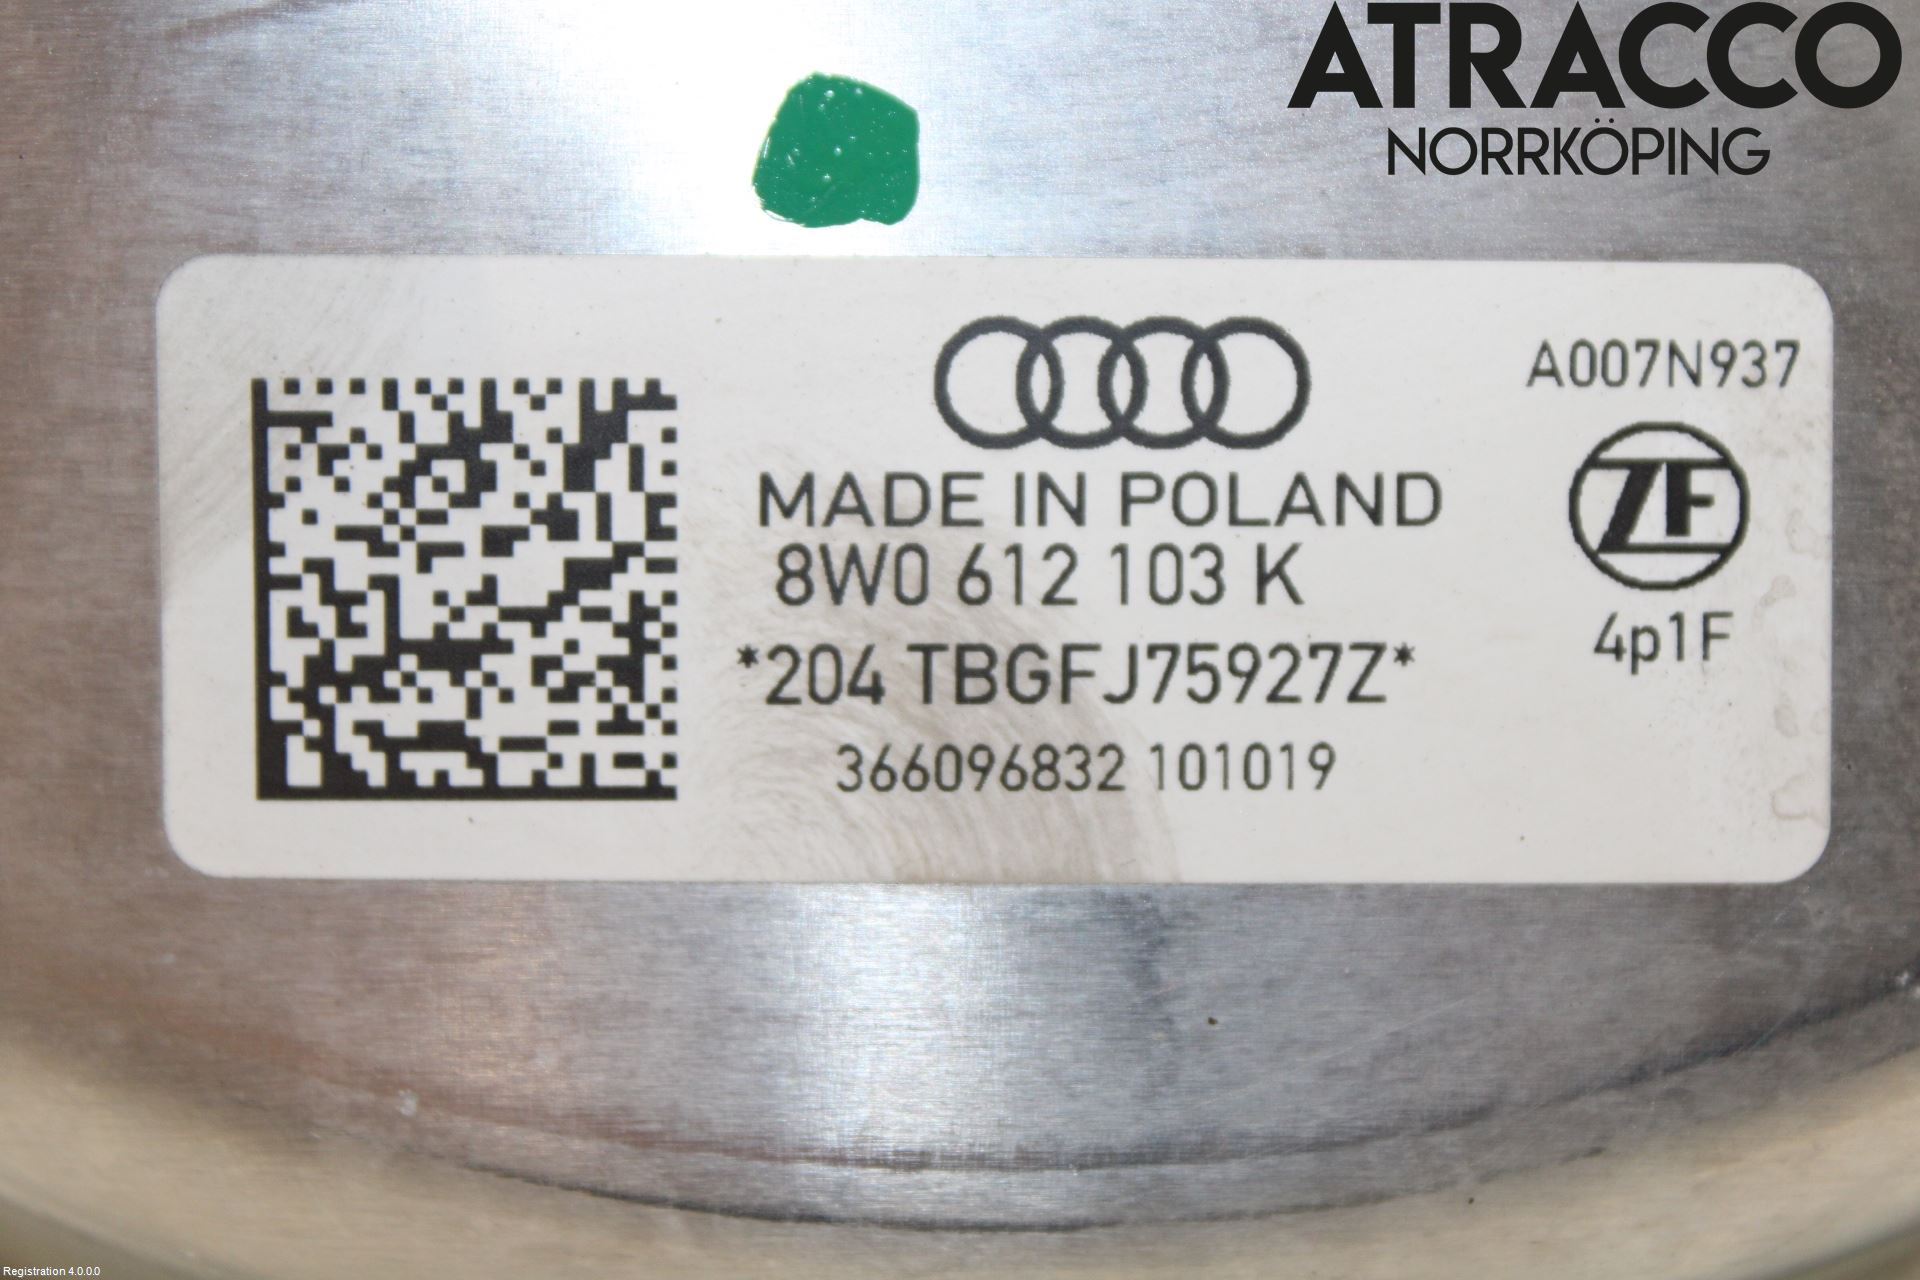 ATRACCO
NORRKÖPING
A007N937
ZF
4p1F
MADE IN POLAND
8W0 612 103 K
*204 TBGFJ75927Z*
366096832 101019
Registration 4.0.0.0